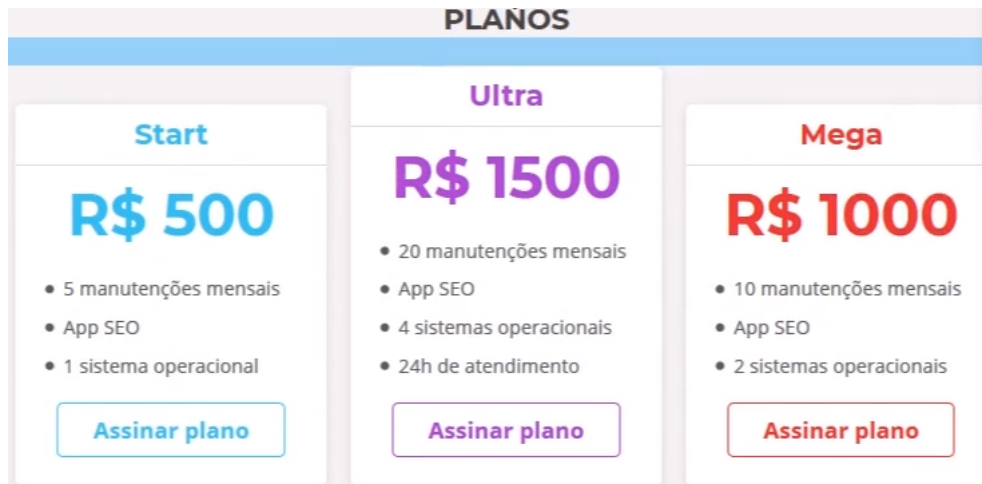 PLANOS
Start
R$ 500
5 manutenções mensais
App SEO
1 sistema operacional
Assinar plano
Ultra
R$ 1500
20 manutenções mensais
App SEO
4 sistemas operacionais
24h de atendimento
Assinar plano
Mega
R$ 1000
10 manutenções mensais
App SEO
2 sistemas operacionais
Assinar plano